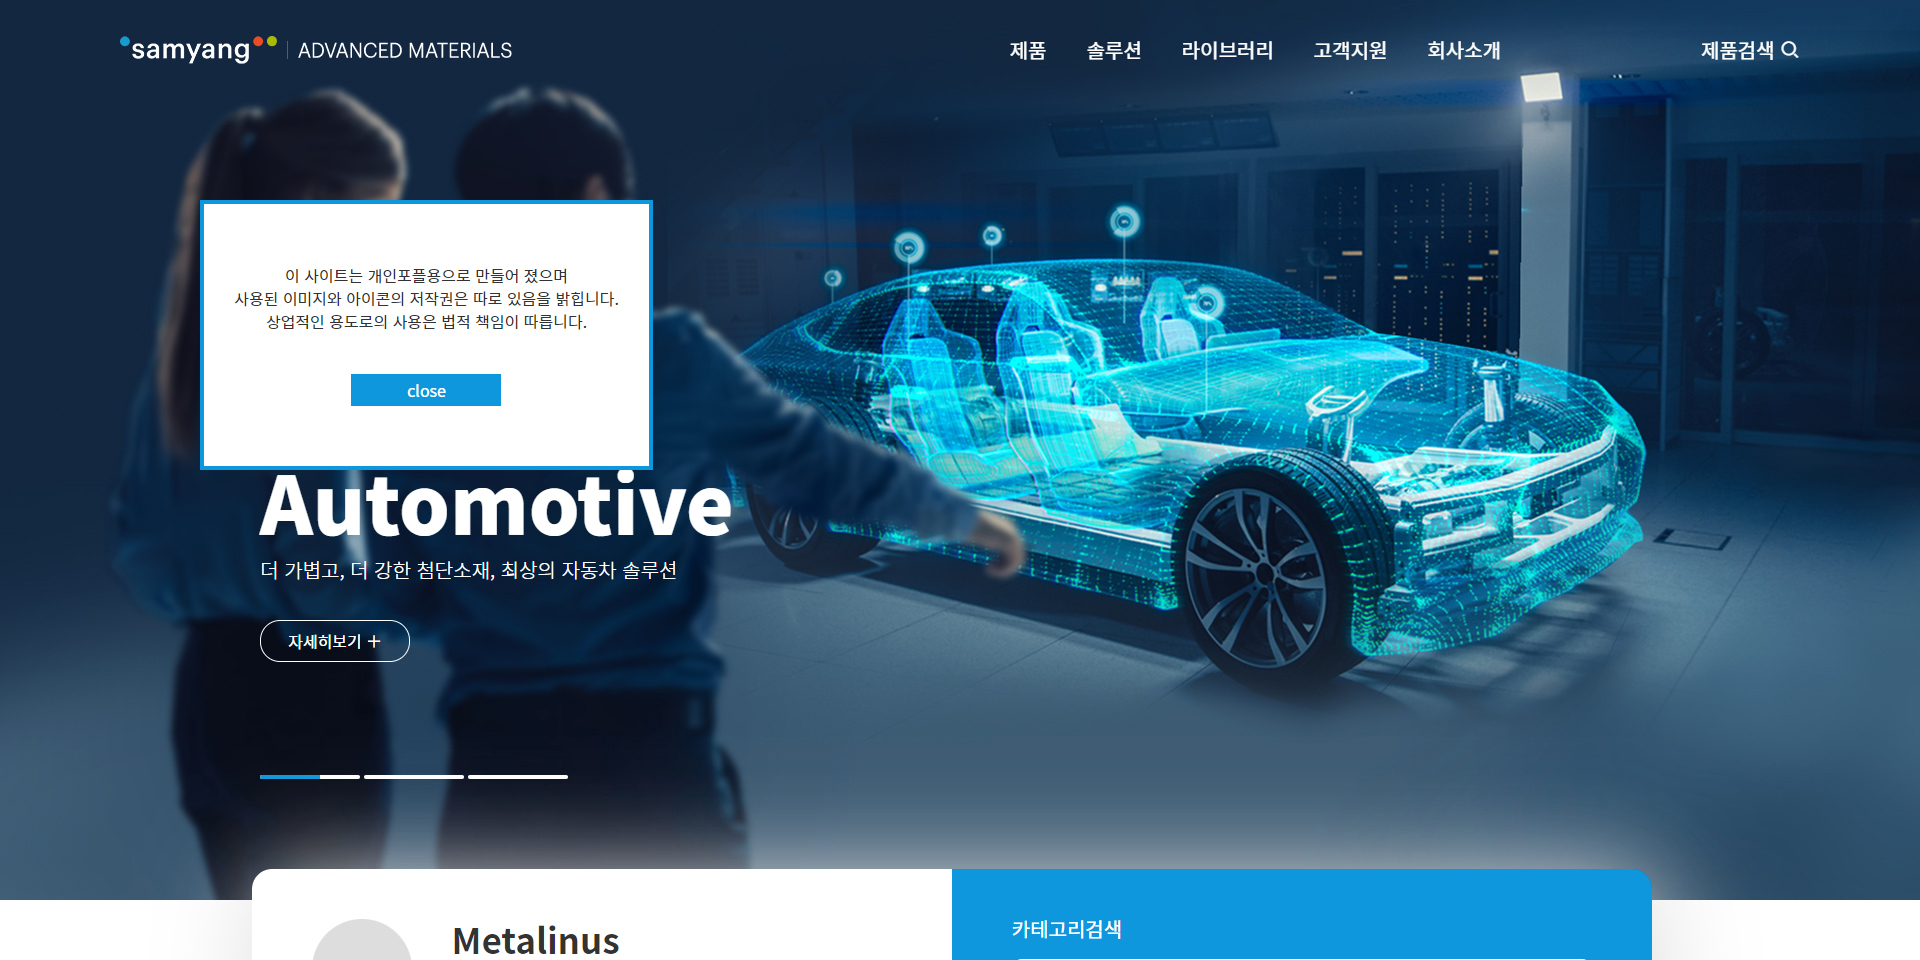 samyang ADVANCED MATERIALS
제품 솔루션 라이브러리 고객지원 회사소개 제품검색
이 사이트는 개인포플용으로 만들어 졌으며
사용된 이미지와 아이콘의 저작권은 따로 있음을 밝힙니다.
상업적인 용도로의 사용은 법적 책임이 따릅니다.
close
Automotive
더 가볍고, 더 강한 첨단소재, 최상의 자동차 솔루션
자세히보기 +
Metalinus
카테고리검색